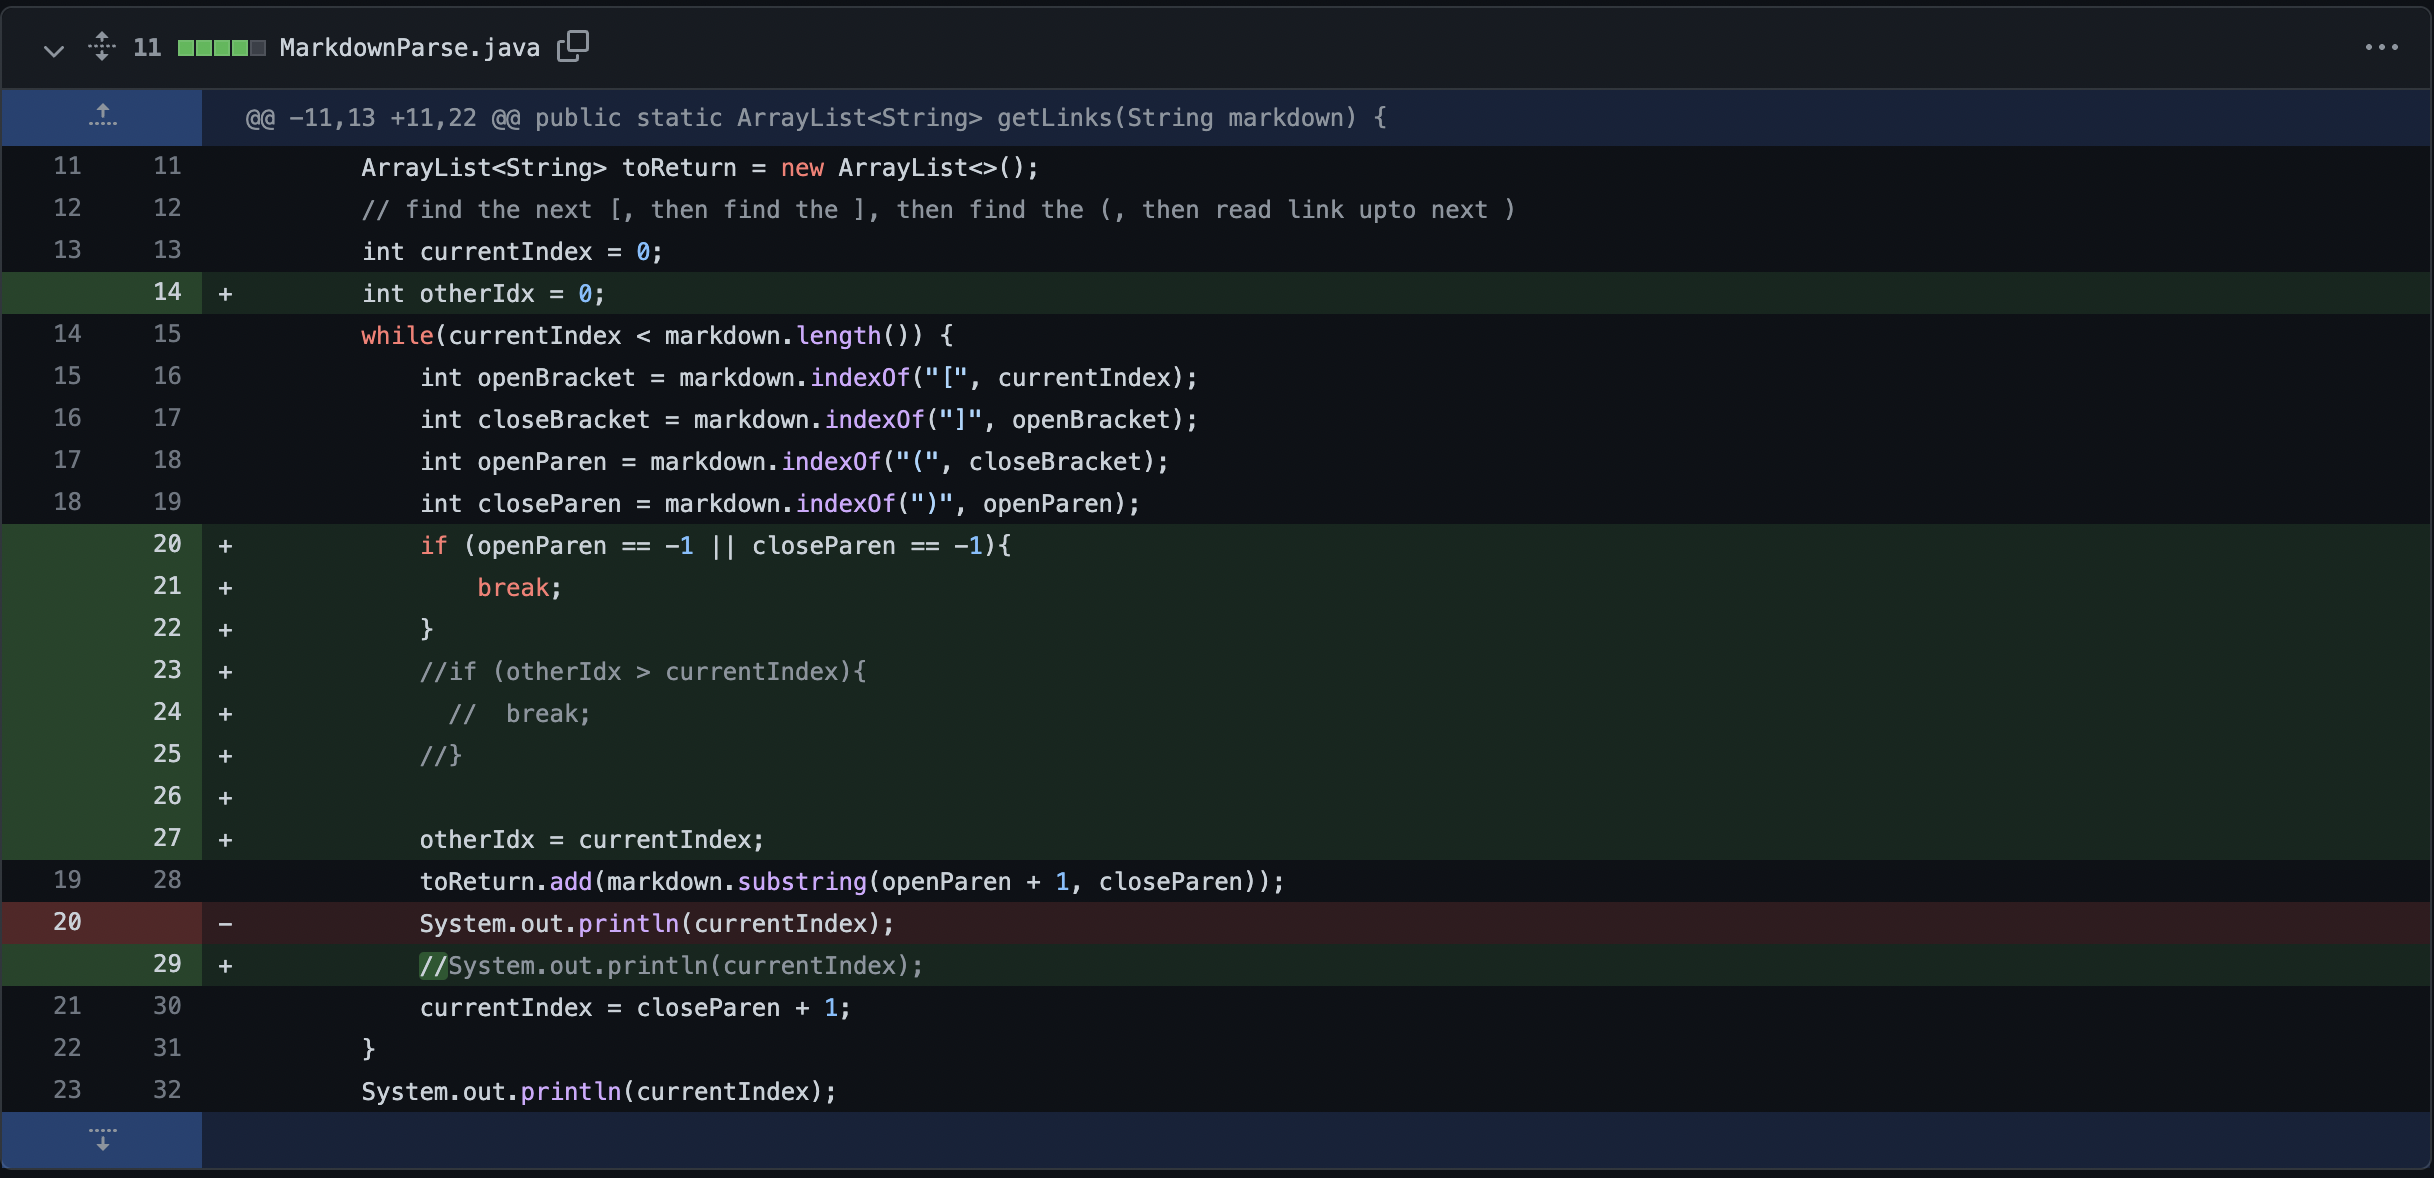 11 MarkdownParse.java
@@ -11,13 +11,22 @@ public static ArrayList<String> getLinks(String markdown) {
11 11 ArrayList<String> toReturn = new ArrayList<>();
12 12 // find the next [, then find the ], then find the (, then read link upto next )
13 13 int currentIndex = 0;
14 + int otherIdx = 0;
14 15 while(currentIndex < markdown.length()) {
15 16 int openBracket = markdown.indexOf("[", currentIndex);
16 17 int closeBracket = markdown.indexOf("]", openBracket);
17 18 int openParen = markdown.indexOf("(", closeBracket);
18 19 int closeParen = markdown.indexOf(")", openParen);
20 + if (openParen == -1 || closeParen == -1){
21 + break;
22 + }
23 + //if (otherIdx > currentIndex){
24 + //  break;
25 + //}
26 +
27 + otherIdx = currentIndex;
19 28 toReturn.add(markdown.substring(openParen + 1, closeParen));
20 - System.out.println(currentIndex);
29 + //System.out.println(currentIndex);
21 30 currentIndex = closeParen + 1;
22 31 }
23 32 System.out.println(currentIndex);